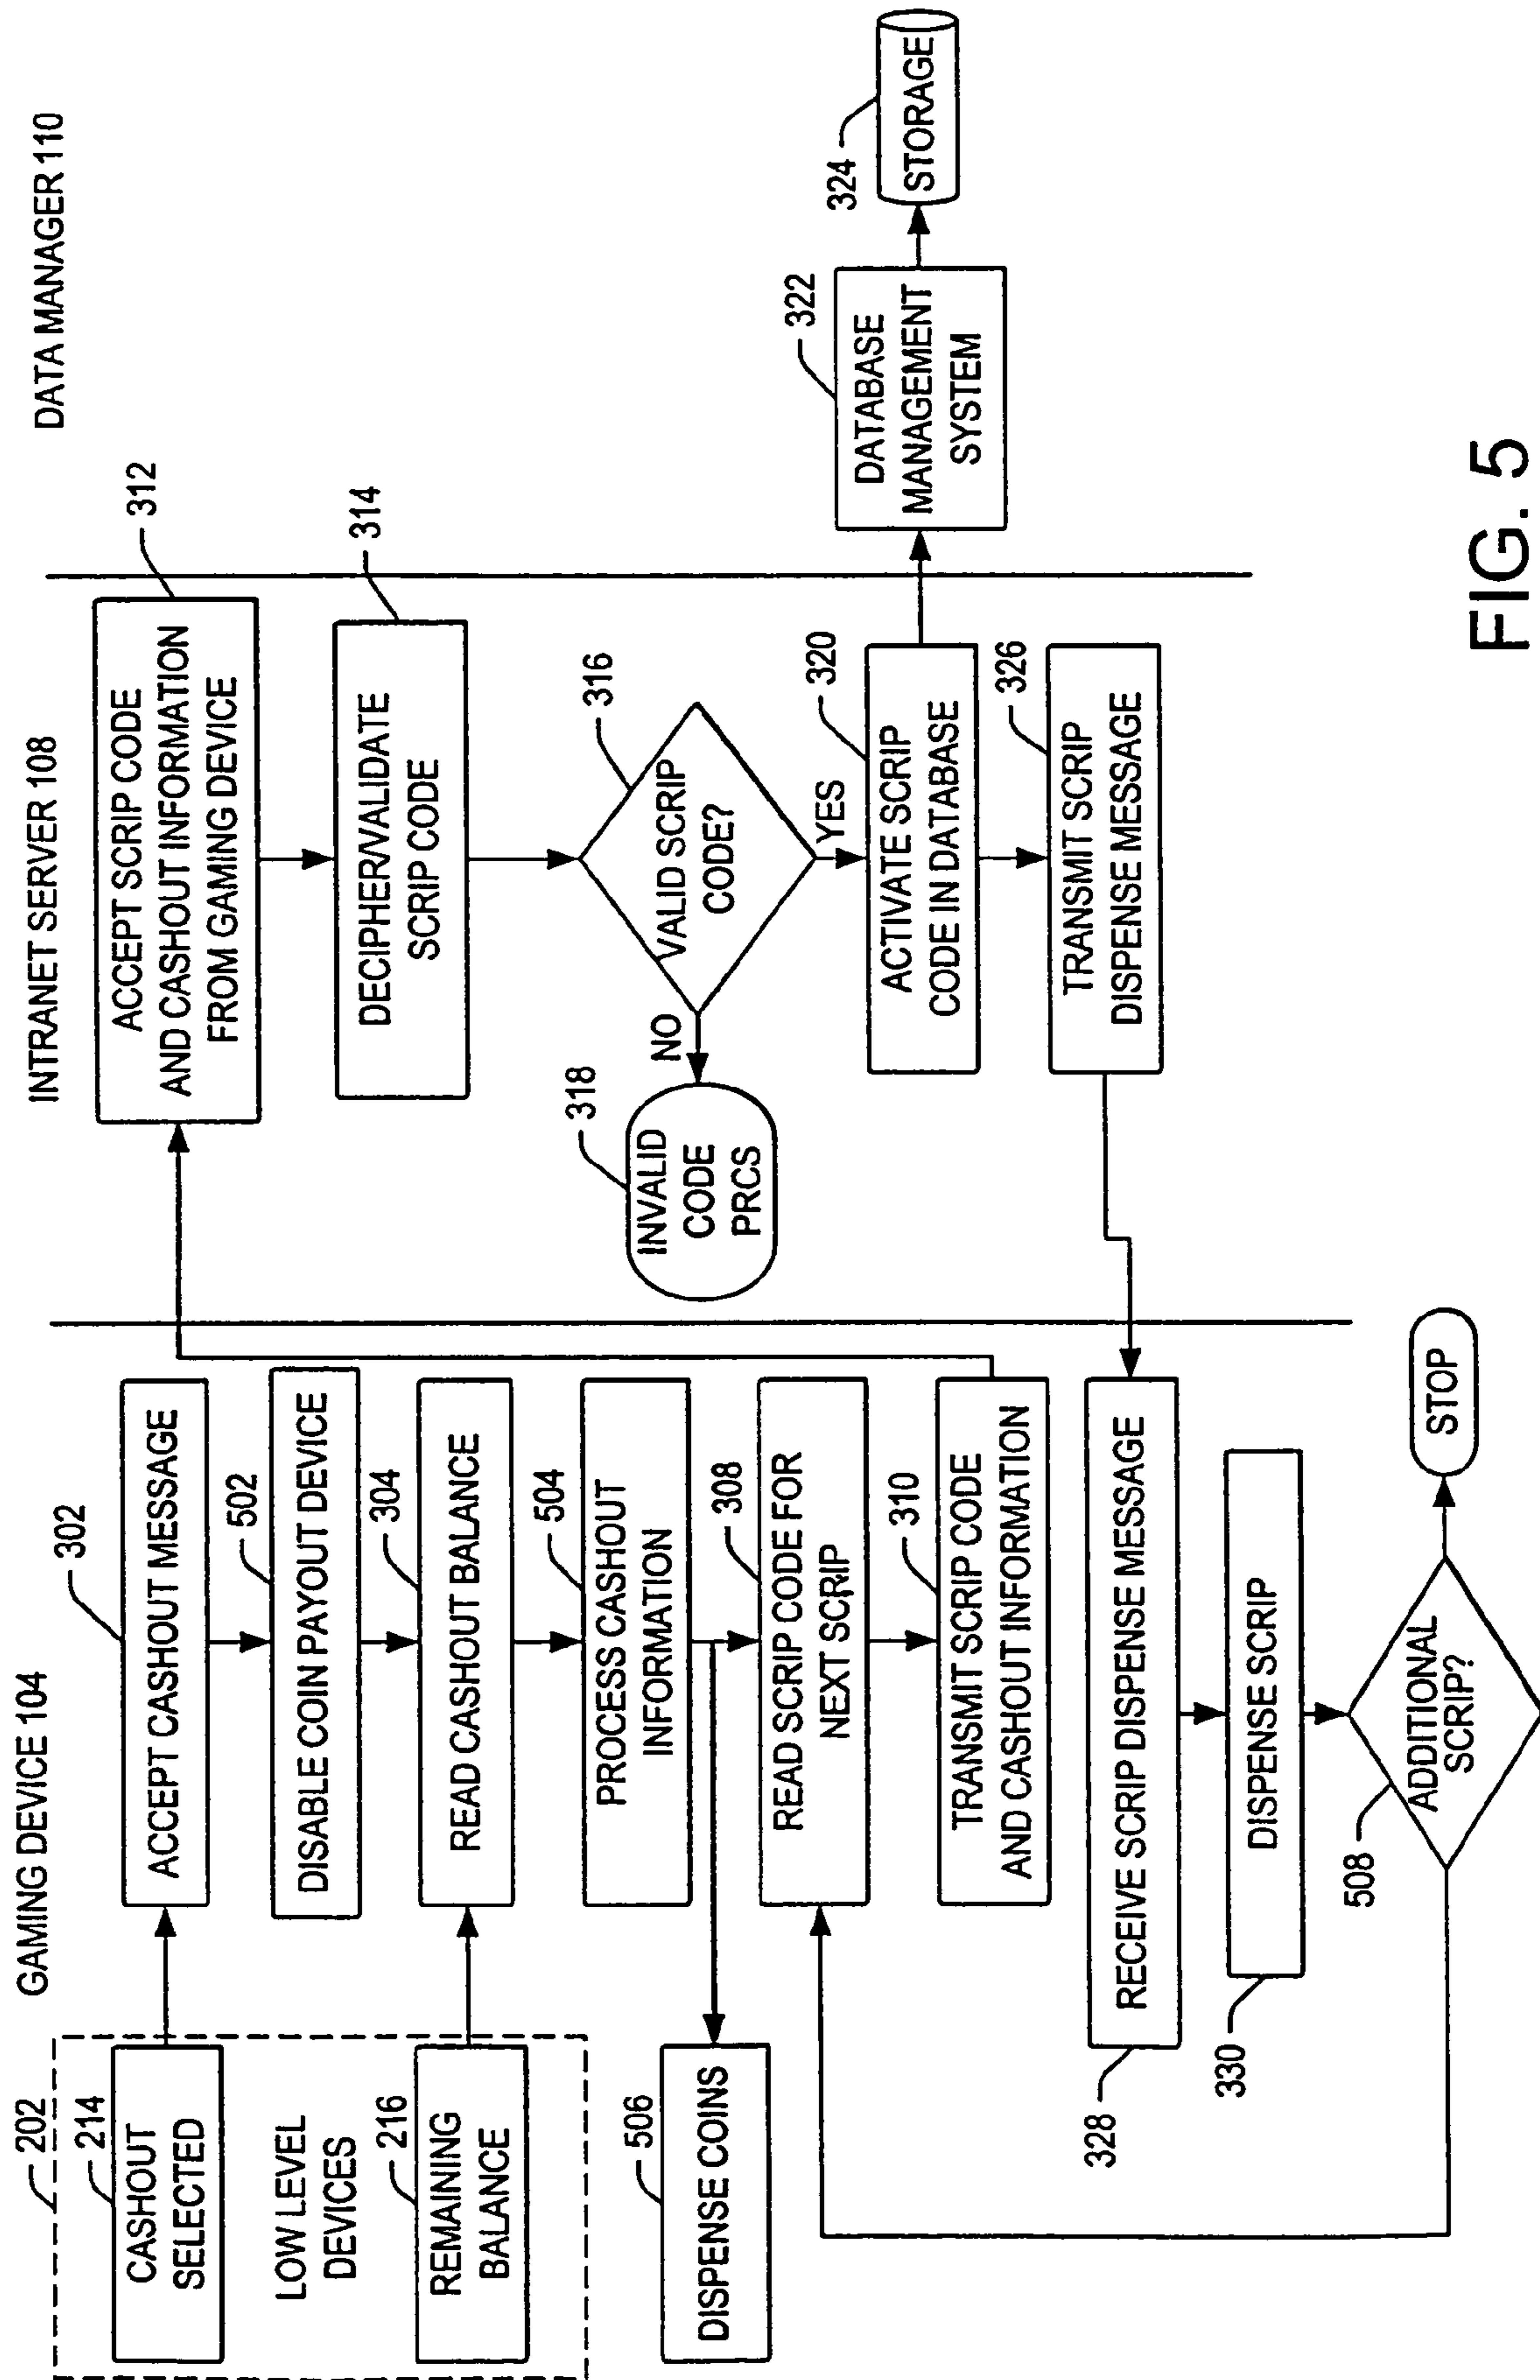 GAMING DEVICE 104
INTRANET SERVER 108
DATA MANAGER 110
202
214
CASHOUT
SELECTED
LOW LEVEL
DEVICES
216
REMAINING
BALANCE
506
DISPENSE COINS
302
ACCEPT CASHOUT MESSAGE
502
DISABLE COIN PAYOUT DEVICE
304
READ CASHOUT BALANCE
504
PROCESS CASHOUT
INFORMATION
308
READ SCRIP CODE FOR
NEXT SCRIP
310
TRANSMIT SCRIP CODE
AND CASHOUT INFORMATION
RECEIVE SCRIP DISPENSE MESSAGE
328
DISPENSE SCRIP
330
ADDITIONAL
SCRIP?
508
STOP
312
ACCEPT SCRIP CODE
AND CASHOUT INFORMATION
FROM GAMING DEVICE
314
DECIPHER/VALIDATE
SCRIP CODE
316
VALID SCRIP
CODE?
NO
YES
318
INVALID
CODE
PRCS
320
ACTIVATE SCRIP
CODE IN DATABASE
326
TRANSMIT SCRIP
DISPENSE MESSAGE
322
DATABASE
MANAGEMENT
SYSTEM
324
STORAGE
FIG. 5